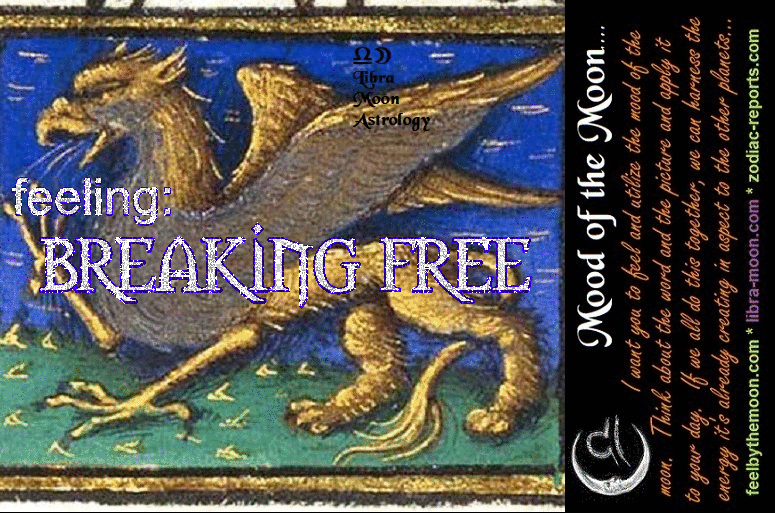 ♎☽
Libra
Moon
Astrology
feeling:
BREAKING FREE
Mood of the Moon....
I want you to feel and utilize the mood of the
moon. Think about the word and the picture and apply it
to your day. If we all do this together, we can harness the
energy it's already creating in aspect to the other planets...
feelbythemoon.com * libra-moon.com * zodiac-reports.com